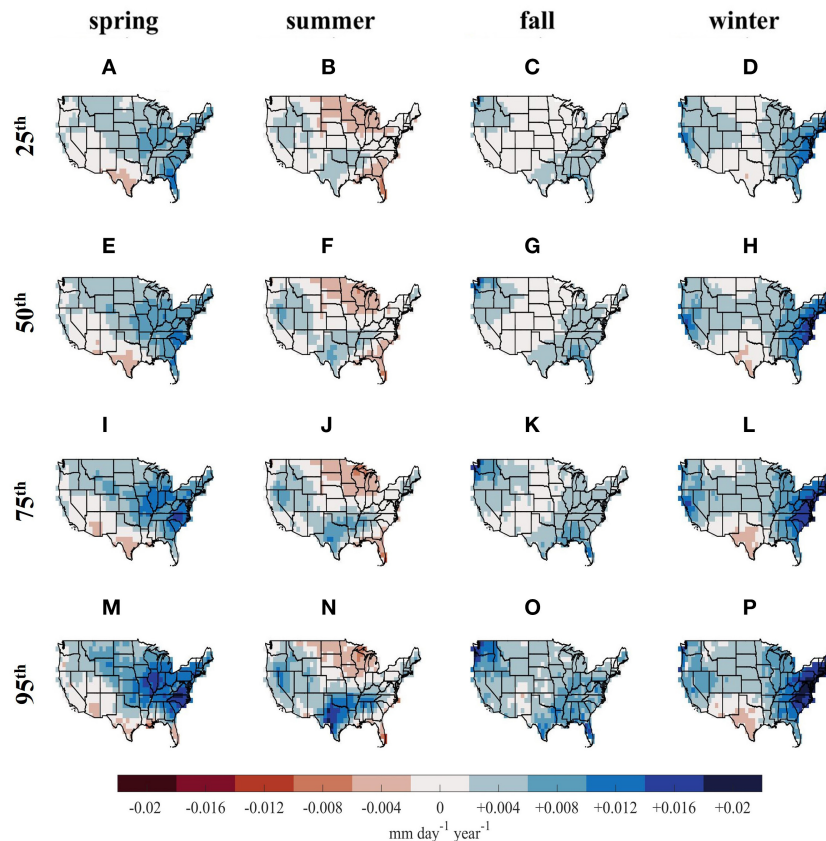 spring summer fall winter
A B C D
25th
E F G H
50th
I J K L
75th
M N O P
95th
-0.02 -0.016 -0.012 -0.008 -0.004 0 +0.004 +0.008 +0.012 +0.016 +0.02
mm day⁻¹ year⁻¹